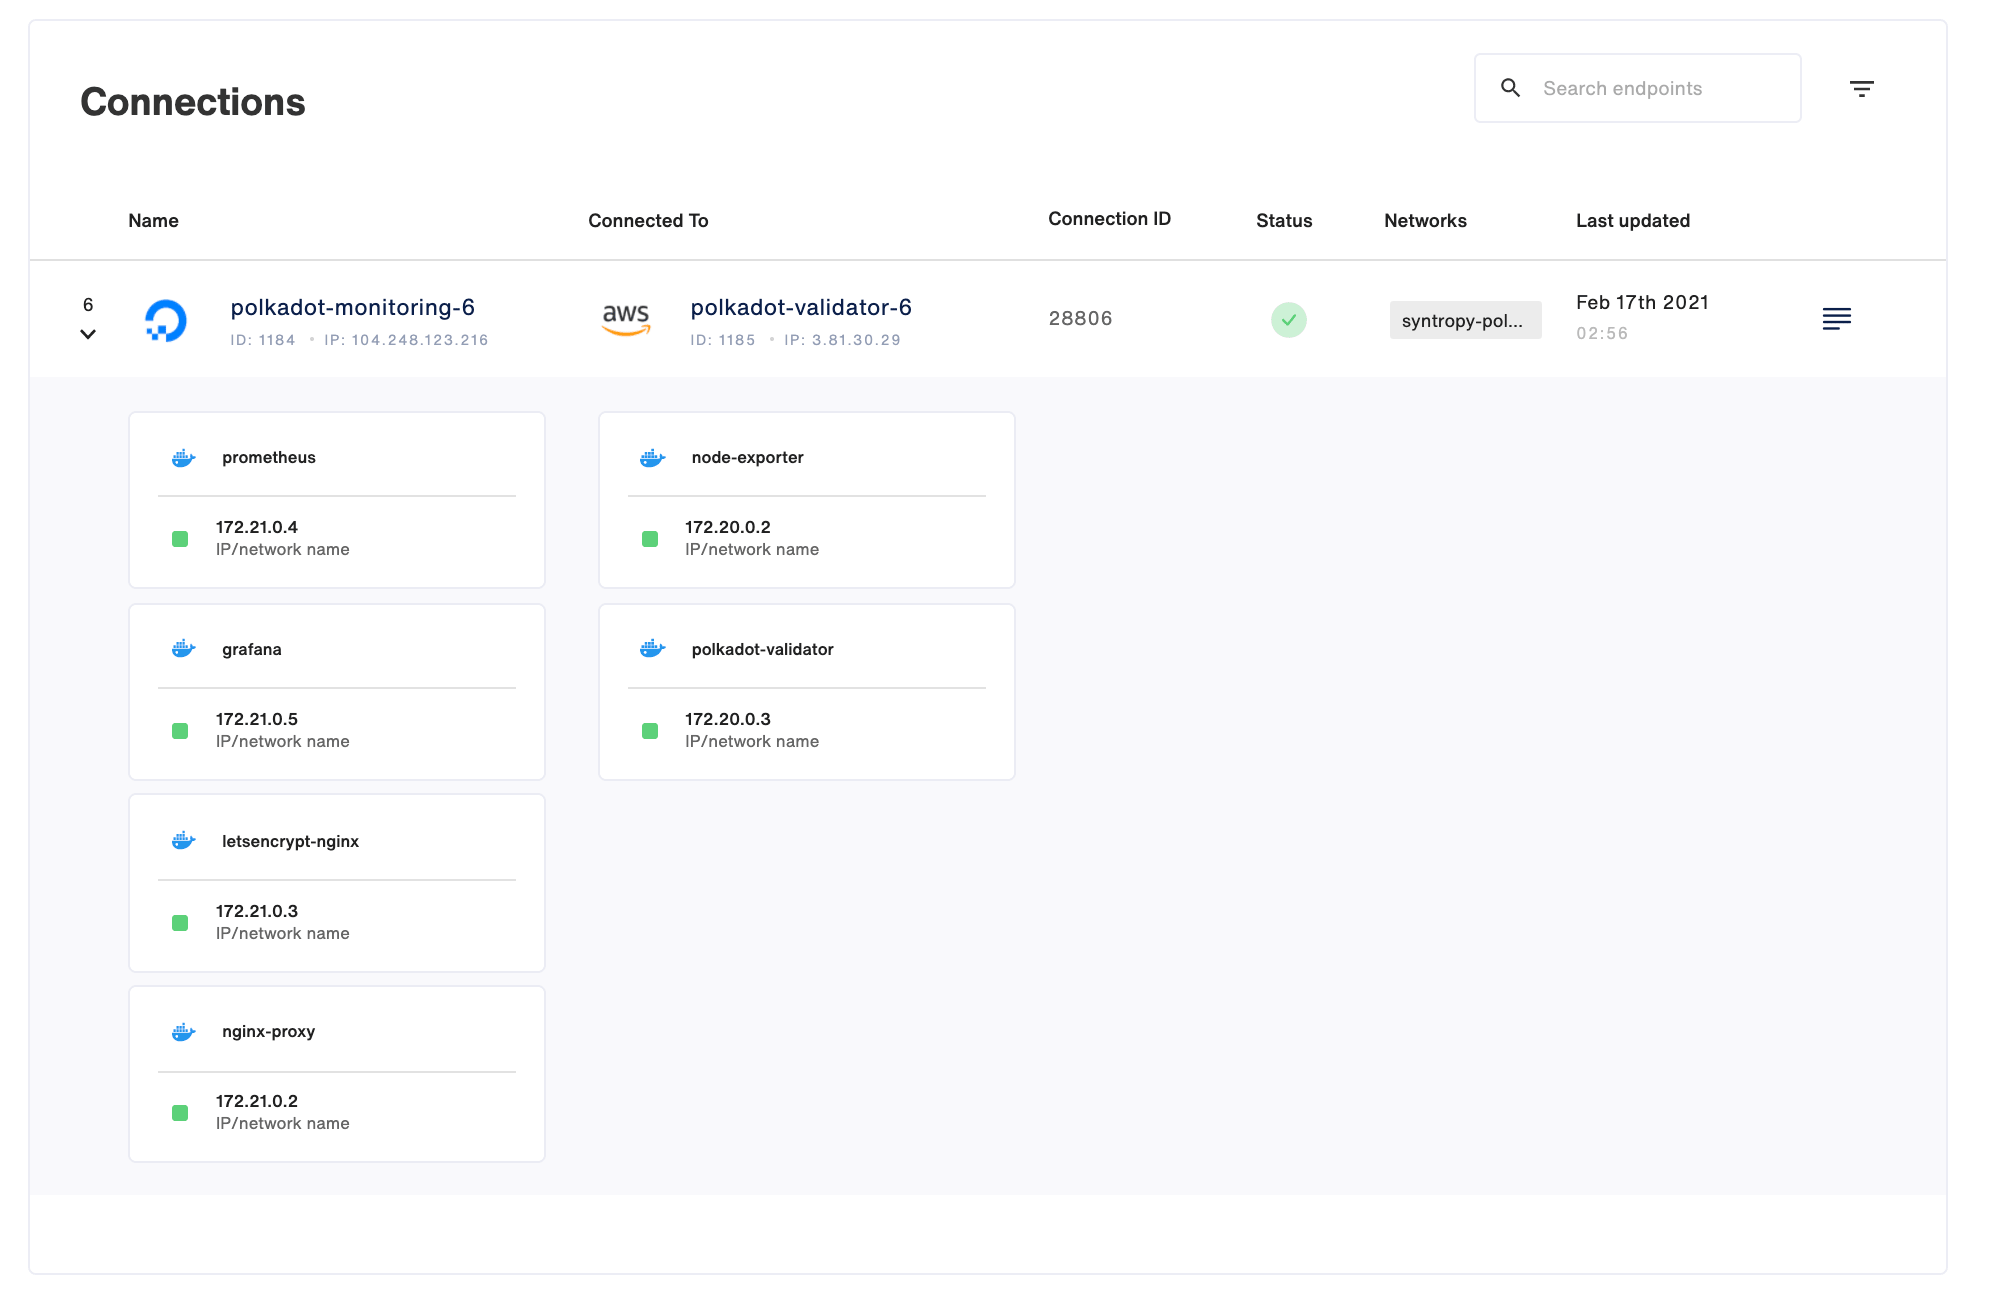 Connections
Search endpoints
Name
Connected To
Connection ID
Status
Networks
Last updated
6
polkadot-monitoring-6
ID: 1184 • IP: 104.248.123.216
aws
polkadot-validator-6
ID: 1185 • IP: 3.81.30.29
28806
syntropy-pol...
Feb 17th 2021
02:56
prometheus
172.21.0.4
IP/network name
node-exporter
172.20.0.2
IP/network name
grafana
172.21.0.5
IP/network name
polkadot-validator
172.20.0.3
IP/network name
letsencrypt-nginx
172.21.0.3
IP/network name
nginx-proxy
172.21.0.2
IP/network name